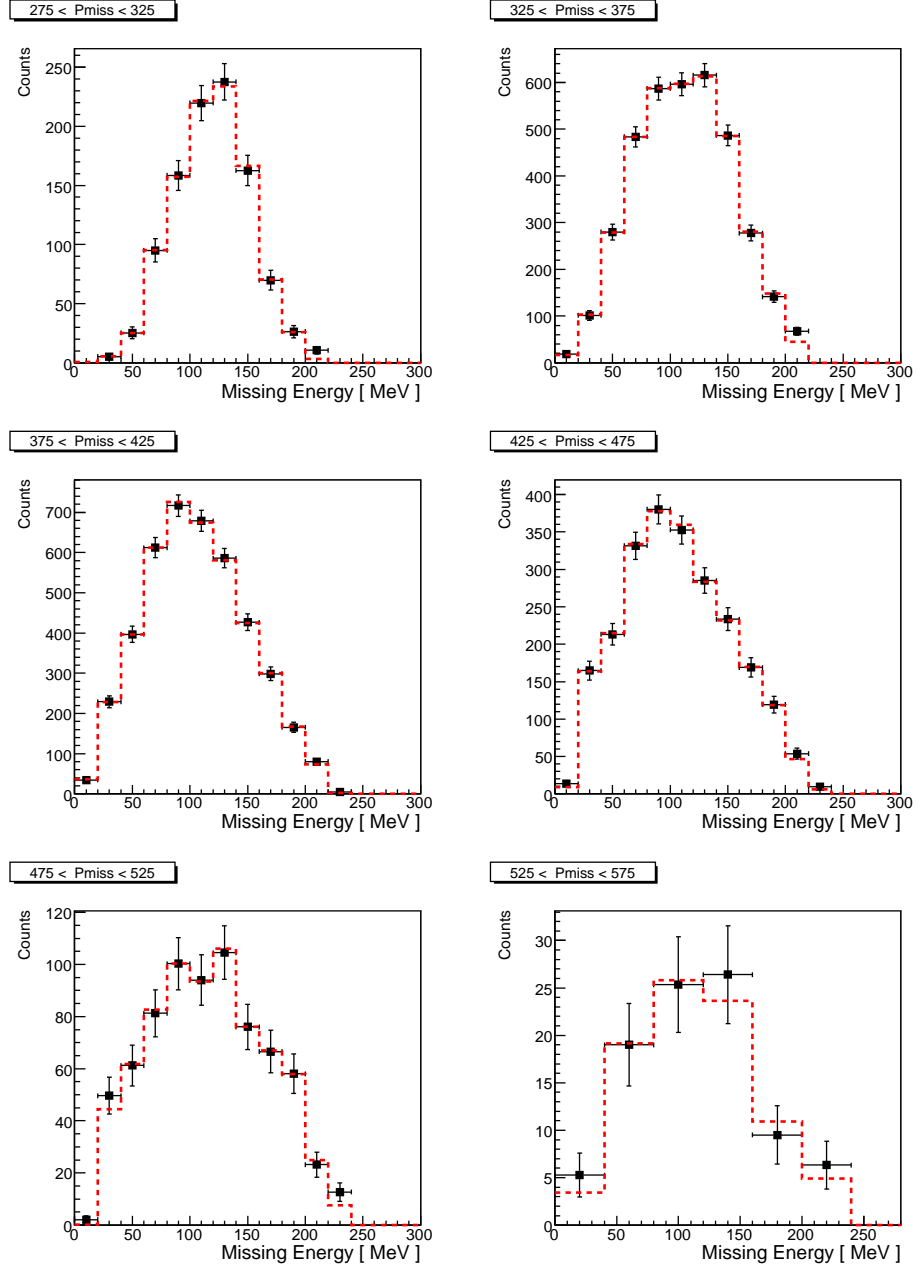 275 < Pmiss < 325
Counts
250
200
150
100
50
0
0 50 100 150 200 250 300
Missing Energy [ MeV ]
325 < Pmiss < 375
Counts
600
500
400
300
200
100
0
0 50 100 150 200 250 300
Missing Energy [ MeV ]
375 < Pmiss < 425
Counts
700
600
500
400
300
200
100
0
0 50 100 150 200 250 300
Missing Energy [ MeV ]
425 < Pmiss < 475
Counts
400
350
300
250
200
150
100
50
0
0 50 100 150 200 250 300
Missing Energy [ MeV ]
475 < Pmiss < 525
Counts
120
100
80
60
40
20
0
0 50 100 150 200 250 300
Missing Energy [ MeV ]
525 < Pmiss < 575
Counts
30
25
20
15
10
5
0
0 50 100 150 200 250
Missing Energy [ MeV ]